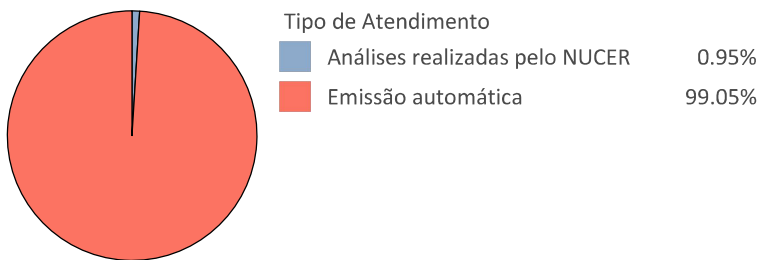 Tipo de Atendimento
Análises realizadas pelo NUCER 0.95%
Emissão automática 99.05%